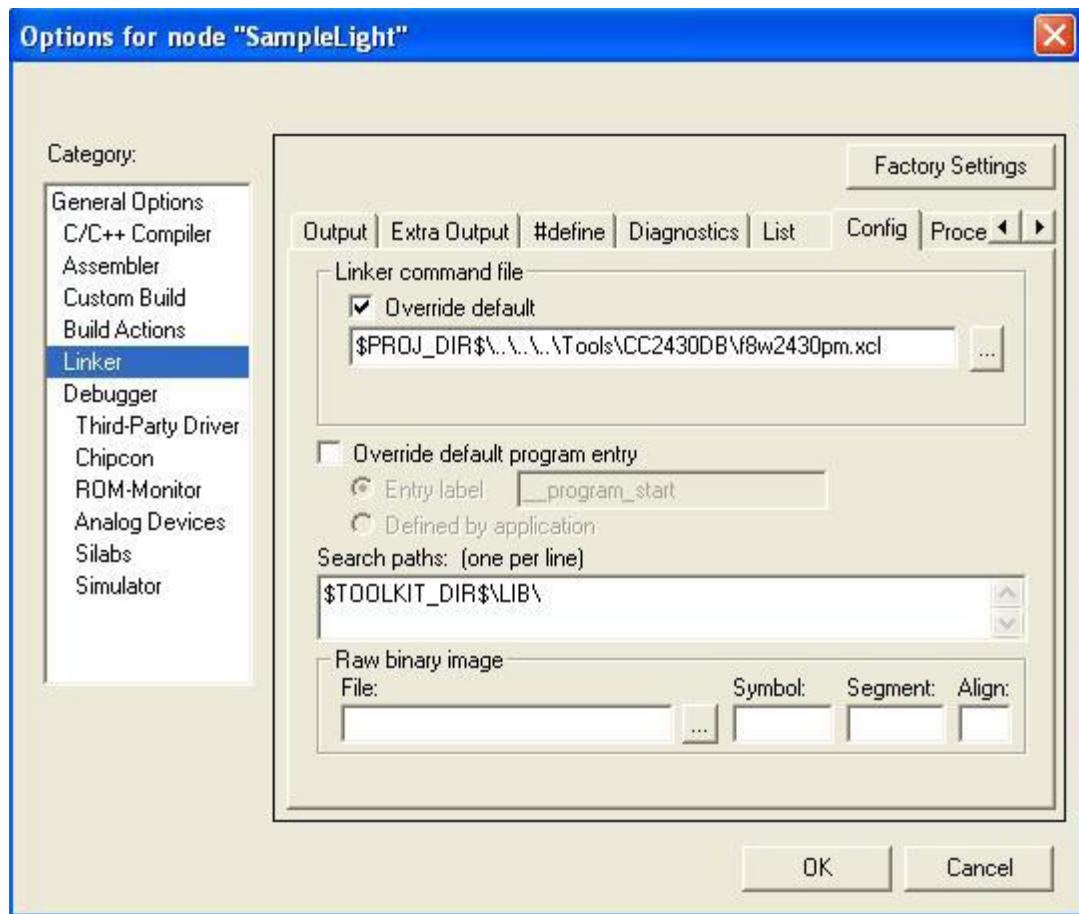 Options for node "SampleLight"
Category:
General Options
C/C++ Compiler
Assembler
Custom Build
Build Actions
Linker
Debugger
Third-Party Driver
Chipcon
ROM-Monitor
Analog Devices
Silabs
Simulator
Factory Settings
Output Extra Output #define Diagnostics List Config Proce
Linker command file
Override default
$PROJ_DIR$\..\..\..\Tools\CC2430DB\f8w2430pm.xcl
...
Override default program entry
Entry label __program_start
Defined by application
Search paths: (one per line)
$TOOLKIT_DIR$\LIB\
Raw binary image
File: Symbol: Segment: Align:
...
OK Cancel